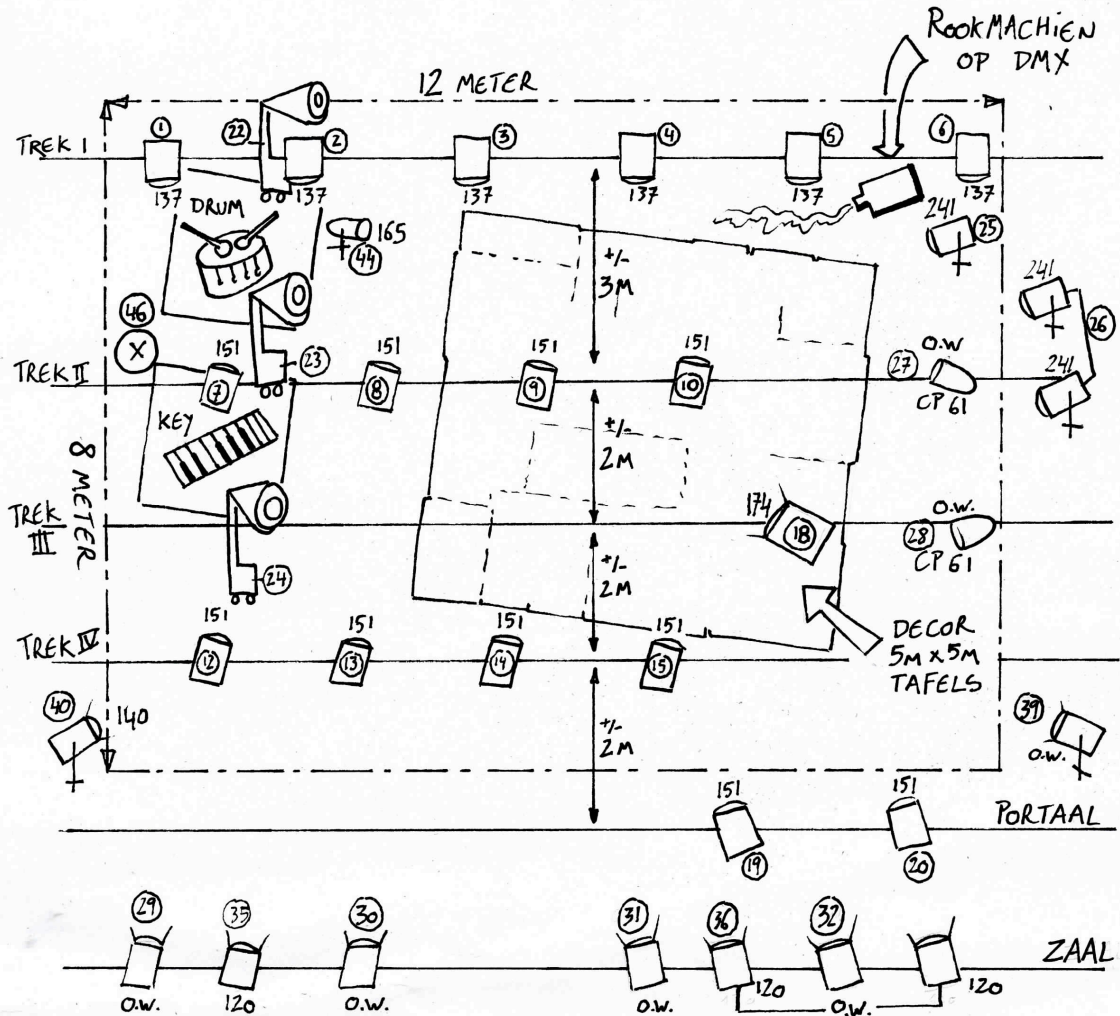 ROOKMACHIEN
OP DMX
12 METER
TREK I
1
22
2
3
4
5
6
137
137
137
137
137
137
DRUM
165
44
241
25
+/-
3M
241
26
46
X
TREK II
151
7
23
151
8
151
9
151
10
27
O.W
CP 61
241
KEY
8 METER
+/-
2M
TREK
III
24
174
18
O.W.
28
CP 61
+/-
2M
TREK IV
151
12
151
13
151
14
151
15
DECOR
5M X 5M
TAFELS
40
140
+/-
2M
39
O.W.
151
19
151
20
PORTAAL
29
35
30
31
36
32
ZAAL
O.W.
120
O.W.
O.W.
120
O.W.
120